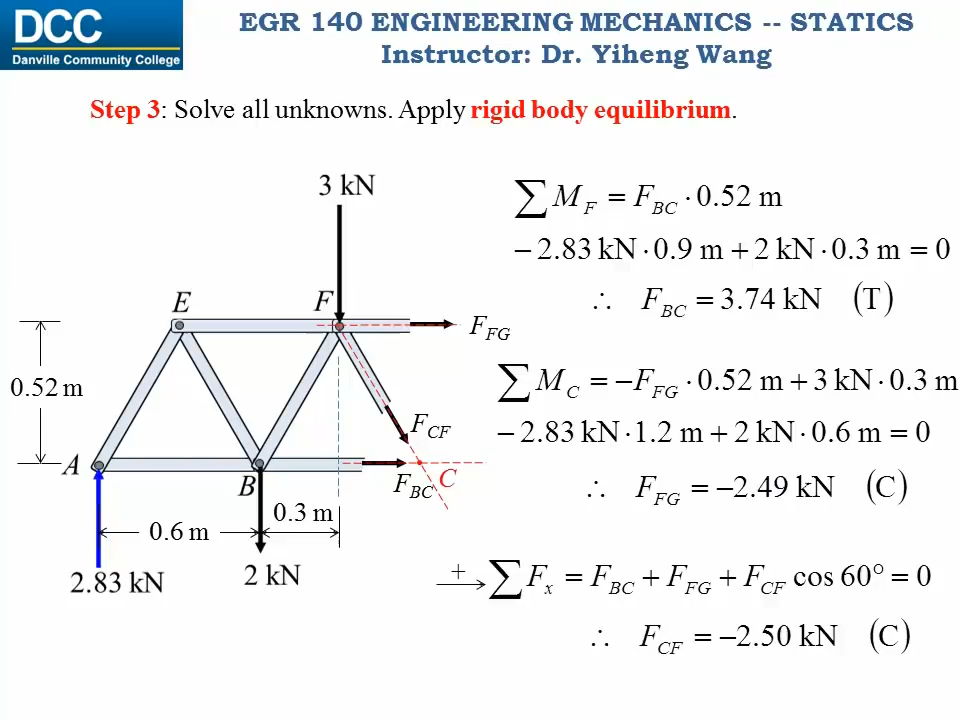 DCC
Danville Community College
EGR 140 ENGINEERING MECHANICS -- STATICS
Instructor: Dr. Yiheng Wang
Step 3: Solve all unknowns. Apply rigid body equilibrium.
3 kN
E
F
F_FG
0.52 m
F_CF
A
B
F_BC
C
0.3 m
0.6 m
2.83 kN
2 kN
∑ M_F = F_BC · 0.52 m
− 2.83 kN · 0.9 m + 2 kN · 0.3 m = 0
∴ F_BC = 3.74 kN (T)
∑ M_C = −F_FG · 0.52 m + 3 kN · 0.3 m
− 2.83 kN · 1.2 m + 2 kN · 0.6 m = 0
∴ F_FG = −2.49 kN (C)
+ ∑ F_x = F_BC + F_FG + F_CF cos 60° = 0
∴ F_CF = −2.50 kN (C)